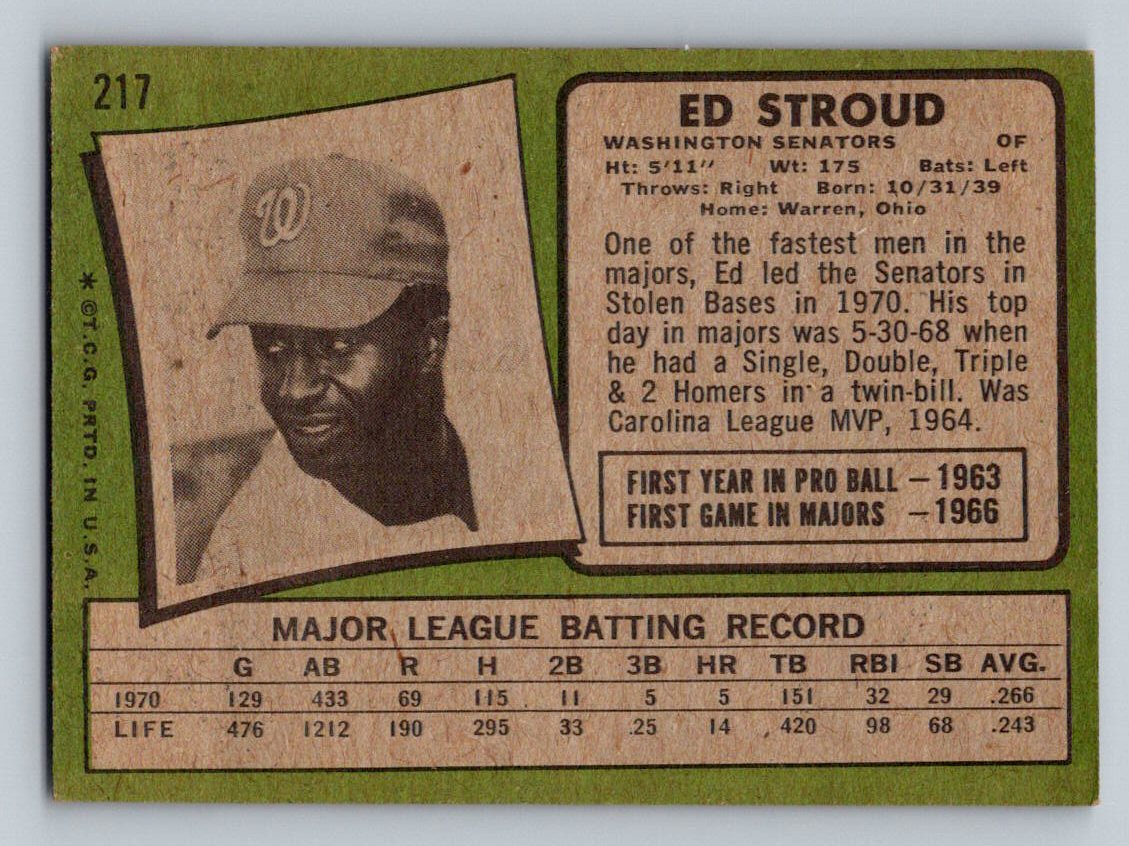 217
W
* ©T.C.G. PRTD. IN U.S.A.
ED STROUD
WASHINGTON SENATORS OF
Ht: 5'11" Wt: 175 Bats: Left
Throws: Right Born: 10/31/39
Home: Warren, Ohio
One of the fastest men in the
majors, Ed led the Senators in
Stolen Bases in 1970. His top
day in majors was 5-30-68 when
he had a Single, Double, Triple
& 2 Homers in a twin-bill. Was
Carolina League MVP, 1964.
FIRST YEAR IN PRO BALL – 1963
FIRST GAME IN MAJORS – 1966
MAJOR LEAGUE BATTING RECORD
G AB R H 2B 3B HR TB RBI SB AVG.
1970 129 433 69 115 11 5 5 151 32 29 .266
LIFE 476 1212 190 295 33 25 14 420 98 68 .243